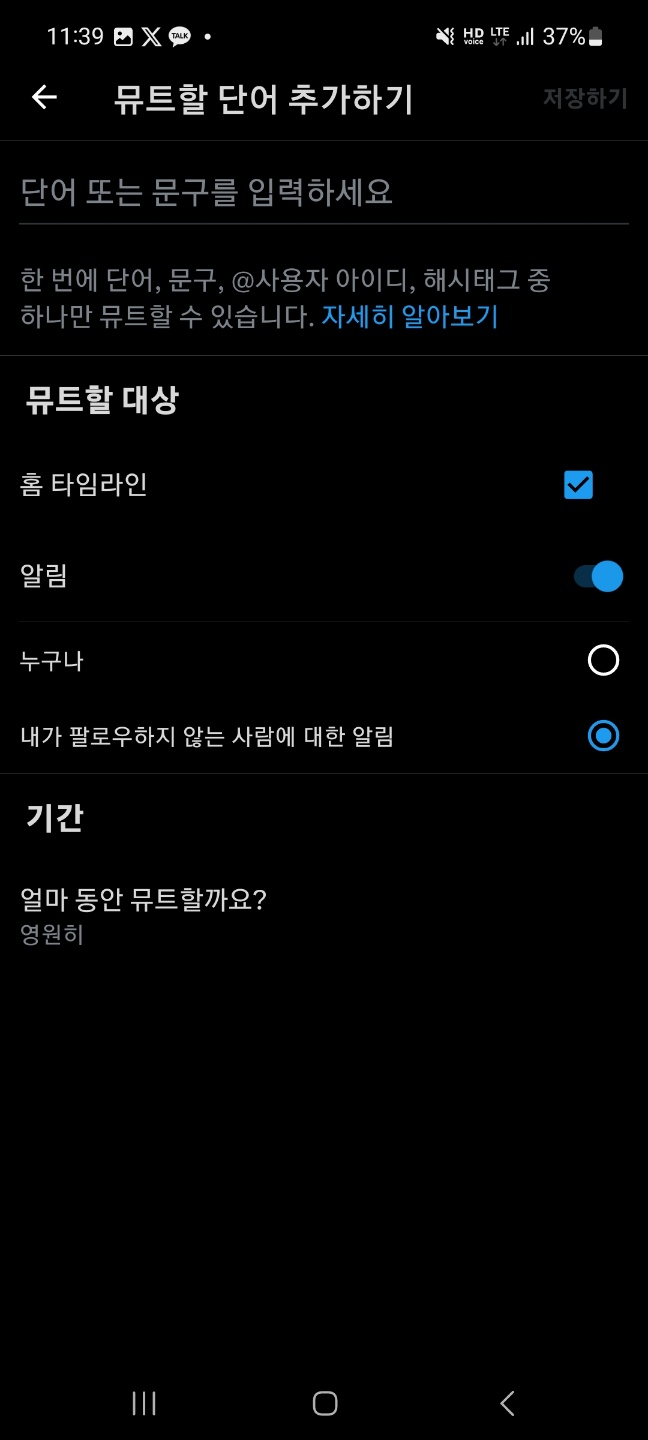 11:39 TALK HD voice LTE 37%
뮤트할 단어 추가하기 저장하기
단어 또는 문구를 입력하세요
한 번에 단어, 문구, @사용자 아이디, 해시태그 중
하나만 뮤트할 수 있습니다. 자세히 알아보기
뮤트할 대상
홈 타임라인
알림
누구나
내가 팔로우하지 않는 사람에 대한 알림
기간
얼마 동안 뮤트할까요?
영원히